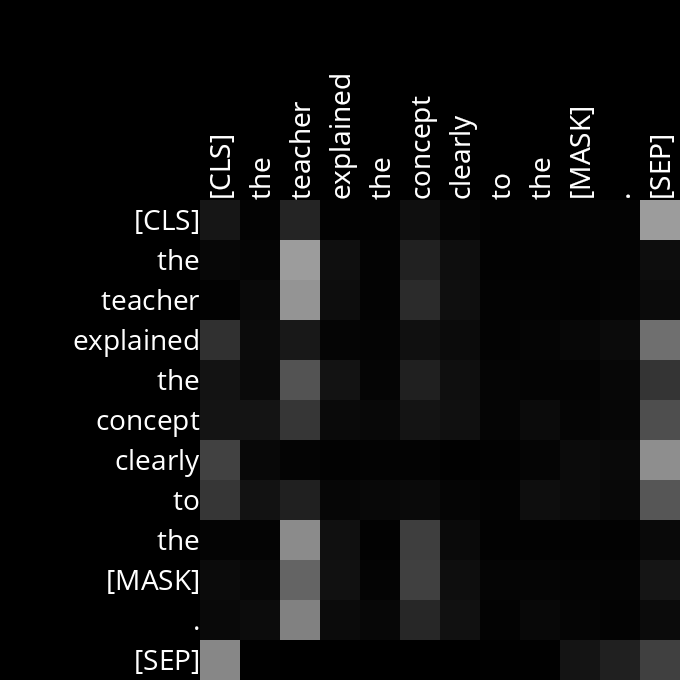 [CLS] the teacher explained the concept clearly to the [MASK] . [SEP]
[CLS]
the
teacher
explained
the
concept
clearly
to
the
[MASK]
.
[SEP]